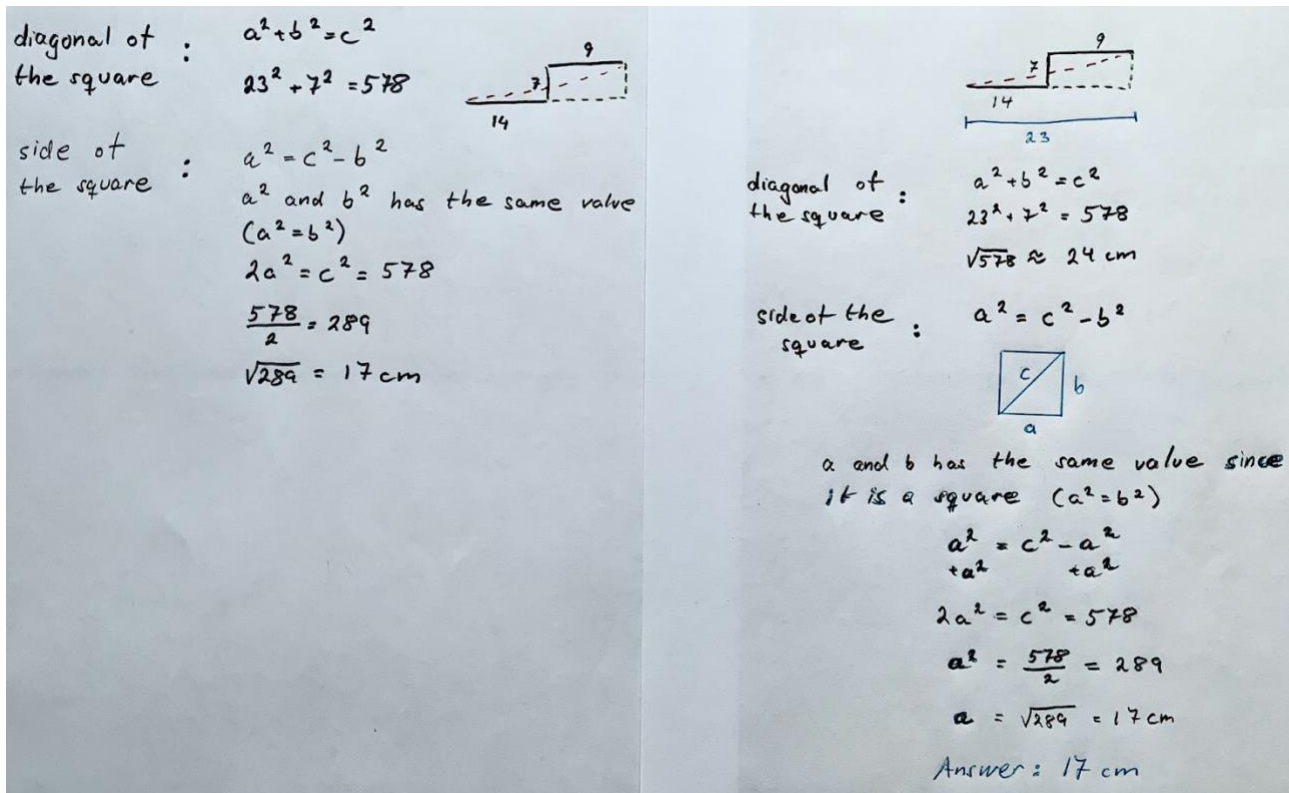 diagonal of
the square :
a² + b² = c²
23² + 7² = 578
9
7
14
side of
the square :
a² = c² - b²
a² and b² has the same value
(a² = b²)
2a² = c² = 578
578/2 = 289
√289 = 17 cm
9
7
14
23
diagonal of
the square :
a² + b² = c²
23² + 7² = 578
√578 ≈ 24 cm
side of the
square :
a² = c² - b²
c
b
a
a and b has the same value since
it is a square (a² = b²)
a² = c² - a²
+a² +a²
2a² = c² = 578
a² = 578/2 = 289
a = √289 = 17 cm
Answer: 17 cm